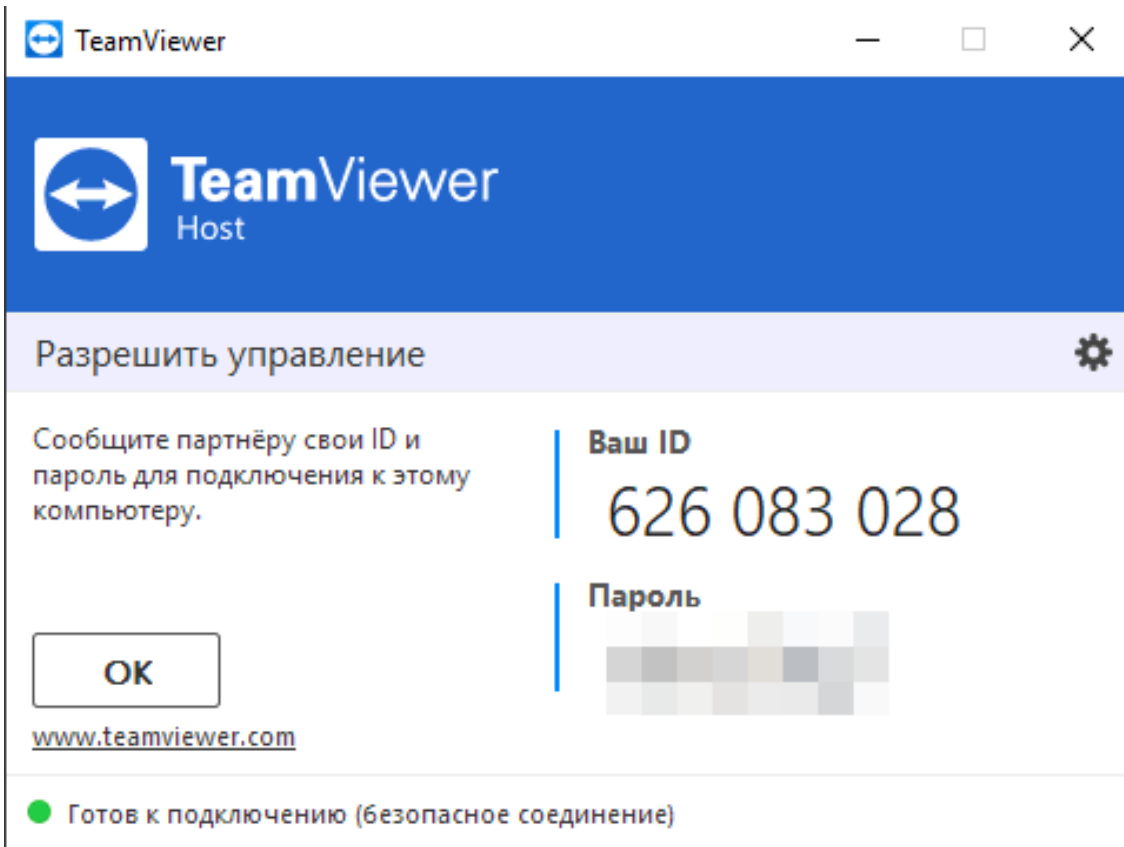 TeamViewer
TeamViewer
Host
Разрешить управление
Сообщите партнёру свои ID и
пароль для подключения к этому
компьютеру.
ОК
www.teamviewer.com
Ваш ID
626 083 028
Пароль
Готов к подключению (безопасное соединение)